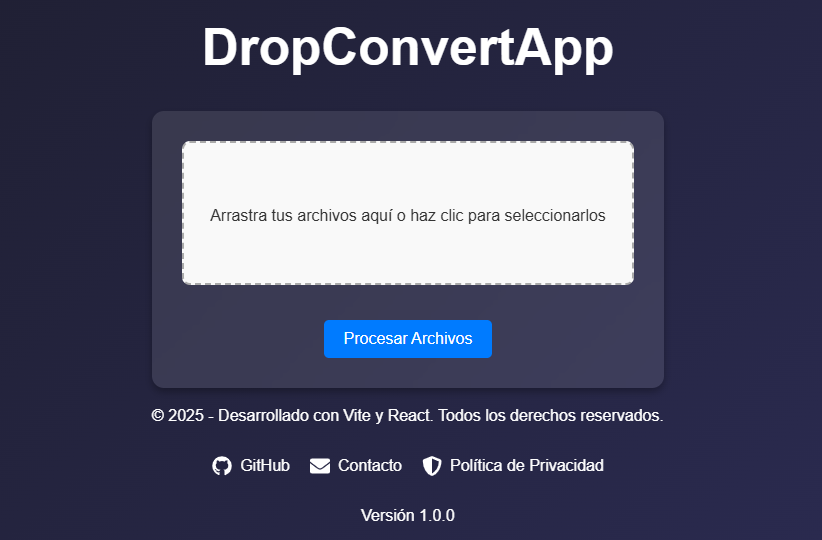 DropConvertApp
Arrastra tus archivos aquí o haz clic para seleccionarlos
Procesar Archivos
© 2025 - Desarrollado con Vite y React. Todos los derechos reservados.
GitHub Contacto Política de Privacidad
Versión 1.0.0